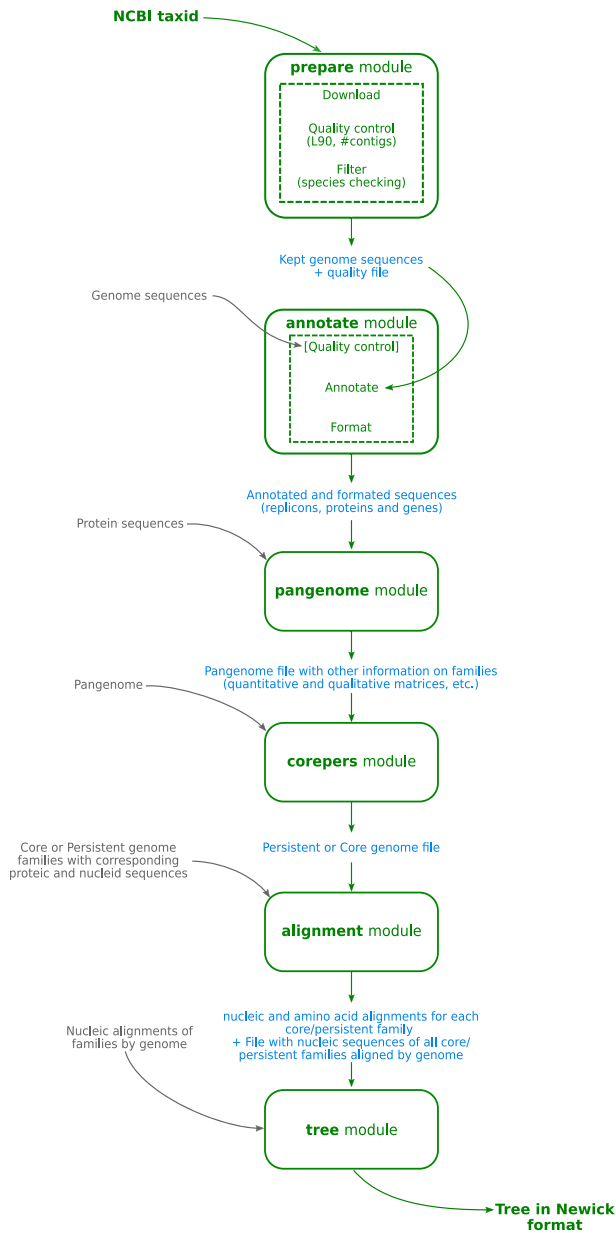 NCBI taxid
prepare module
Download
Quality control
(L90, #contigs)
Filter
(species checking)
Kept genome sequences
+ quality file
Genome sequences
annotate module
[Quality control]
Annotate
Format
Annotated and formated sequences
(replicons, proteins and genes)
Protein sequences
pangenome module
Pangenome file with other information on families
(quantitative and qualitative matrices, etc.)
Pangenome
corepers module
Persistent or Core genome file
Core or Persistent genome
families with corresponding
proteic and nucleid sequences
alignment module
nucleic and amino acid alignments for each
core/persistent family
+ File with nucleic sequences of all core/
persistent families aligned by genome
Nucleic alignments of
families by genome
tree module
Tree in Newick
format